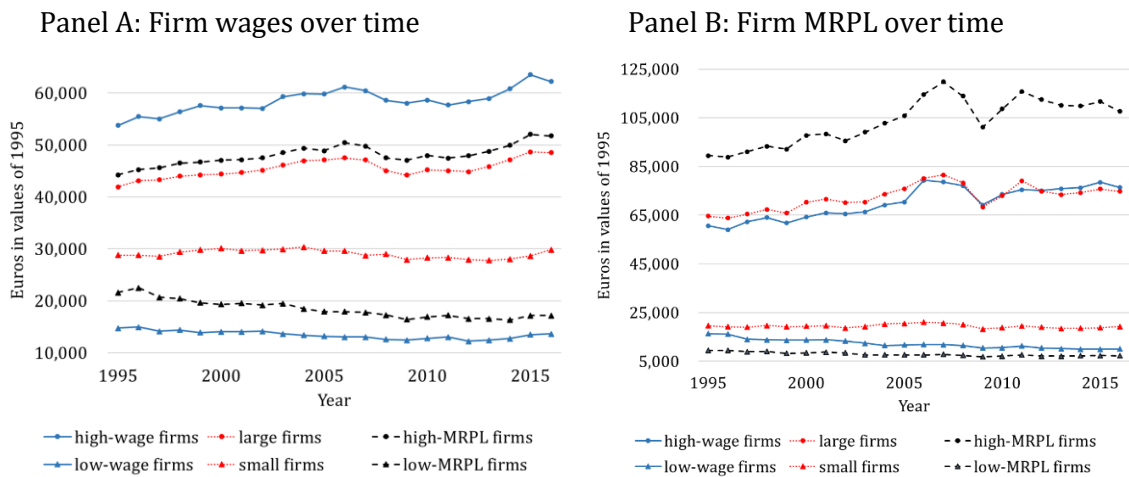 Panel A: Firm wages over time
Euros in values of 1995
60,000
50,000
40,000
30,000
20,000
10,000
1995 2000 2005 2010 2015
Year
high-wage firms large firms high-MRPL firms
low-wage firms small firms low-MRPL firms
Panel B: Firm MRPL over time
Euros in values of 1995
125,000
105,000
85,000
65,000
45,000
25,000
5,000
1995 2000 2005 2010 2015
Year
high-wage firms large firms high-MRPL firms
low-wage firms small firms low-MRPL firms